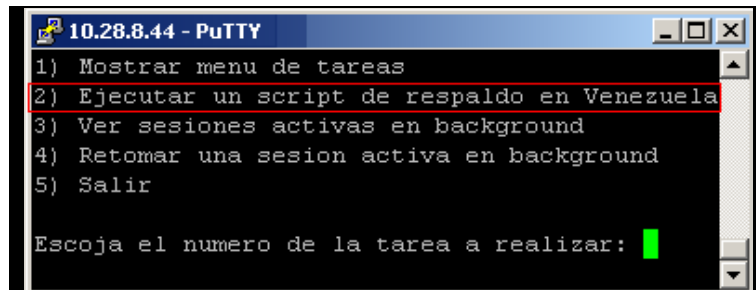 10.28.8.44 - PuTTY
1) Mostrar menu de tareas
2) Ejecutar un script de respaldo en Venezuela
3) Ver sesiones activas en background
4) Retomar una sesion activa en background
5) Salir
Escoja el numero de la tarea a realizar: